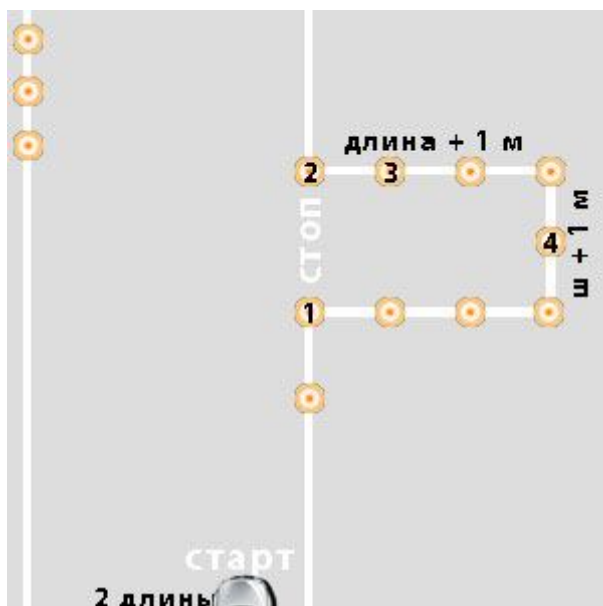 длина + 1 м
2
3
стоп
4
ш + 1 м
1
старт
2 длины